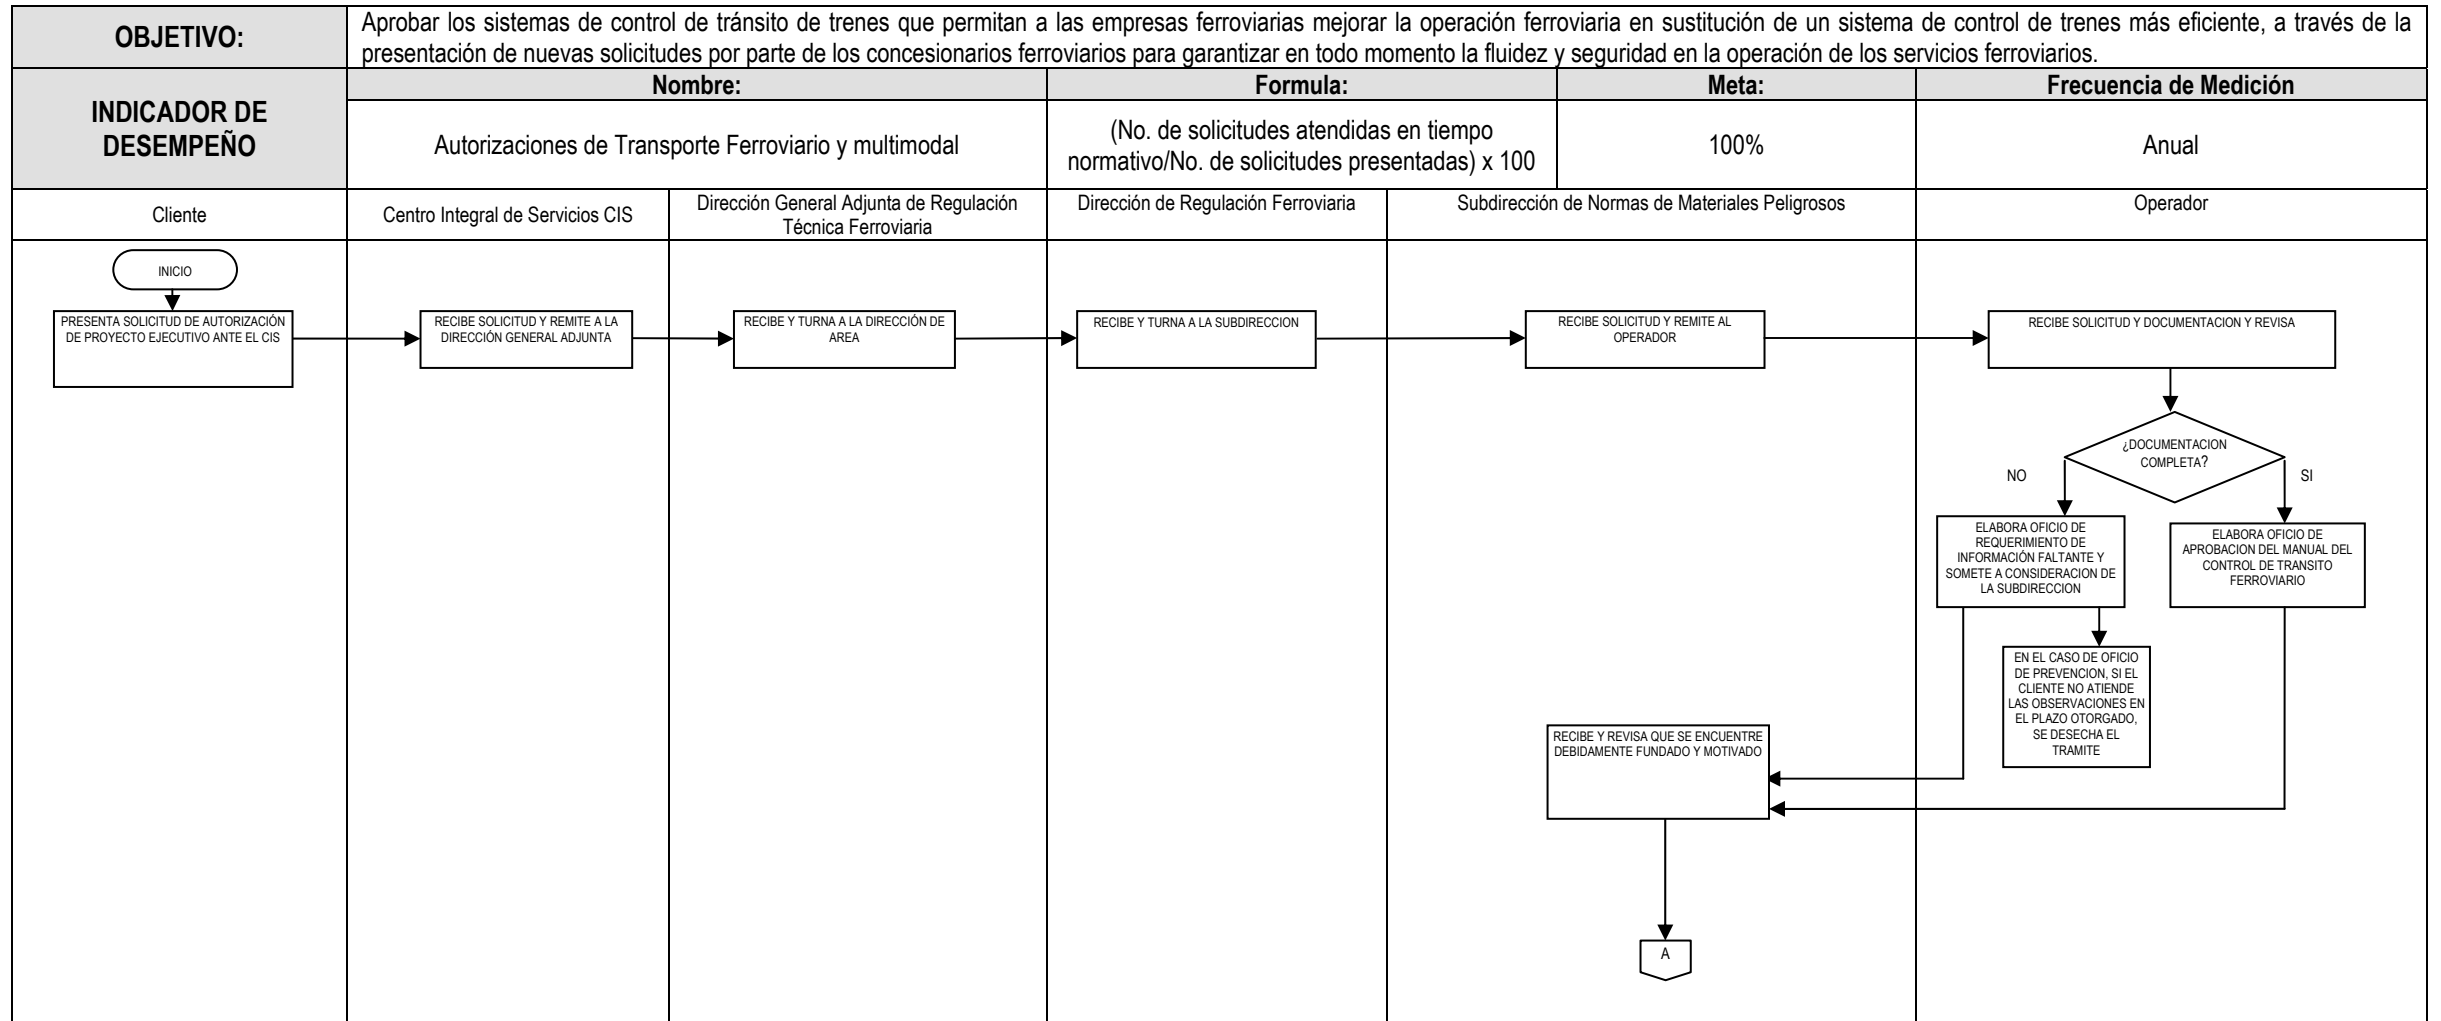 OBJETIVO:
Aprobar los sistemas de control de tránsito de trenes que permitan a las empresas ferroviarias mejorar la operación ferroviaria en sustitución de un sistema de control de trenes más eficiente, a través de la
presentación de nuevas solicitudes por parte de los concesionarios ferroviarios para garantizar en todo momento la fluidez y seguridad en la operación de los servicios ferroviarios.
INDICADOR DE
DESEMPEÑO
Nombre:
Formula:
Meta:
Frecuencia de Medición
Autorizaciones de Transporte Ferroviario y multimodal
(No. de solicitudes atendidas en tiempo
normativo/No. de solicitudes presentadas) x 100
100%
Anual
Cliente
Centro Integral de Servicios CIS
Dirección General Adjunta de Regulación
Técnica Ferroviaria
Dirección de Regulación Ferroviaria
Subdirección de Normas de Materiales Peligrosos
Operador
INICIO
PRESENTA SOLICITUD DE AUTORIZACIÓN
DE PROYECTO EJECUTIVO ANTE EL CIS
RECIBE SOLICITUD Y REMITE A LA
DIRECCIÓN GENERAL ADJUNTA
RECIBE Y TURNA A LA DIRECCIÓN DE
AREA
RECIBE Y TURNA A LA SUBDIRECCION
RECIBE SOLICITUD Y REMITE AL
OPERADOR
RECIBE SOLICITUD Y DOCUMENTACION Y REVISA
¿DOCUMENTACION
COMPLETA?
NO
SI
ELABORA OFICIO DE
REQUERIMIENTO DE
INFORMACIÓN FALTANTE Y
SOMETE A CONSIDERACION DE
LA SUBDIRECCION
ELABORA OFICIO DE
APROBACION DEL MANUAL DEL
CONTROL DE TRANSITO
FERROVIARIO
EN EL CASO DE OFICIO
DE PREVENCION, SI EL
CLIENTE NO ATIENDE
LAS OBSERVACIONES EN
EL PLAZO OTORGADO,
SE DESECHA EL
TRAMITE
RECIBE Y REVISA QUE SE ENCUENTRE
DEBIDAMENTE FUNDADO Y MOTIVADO
A